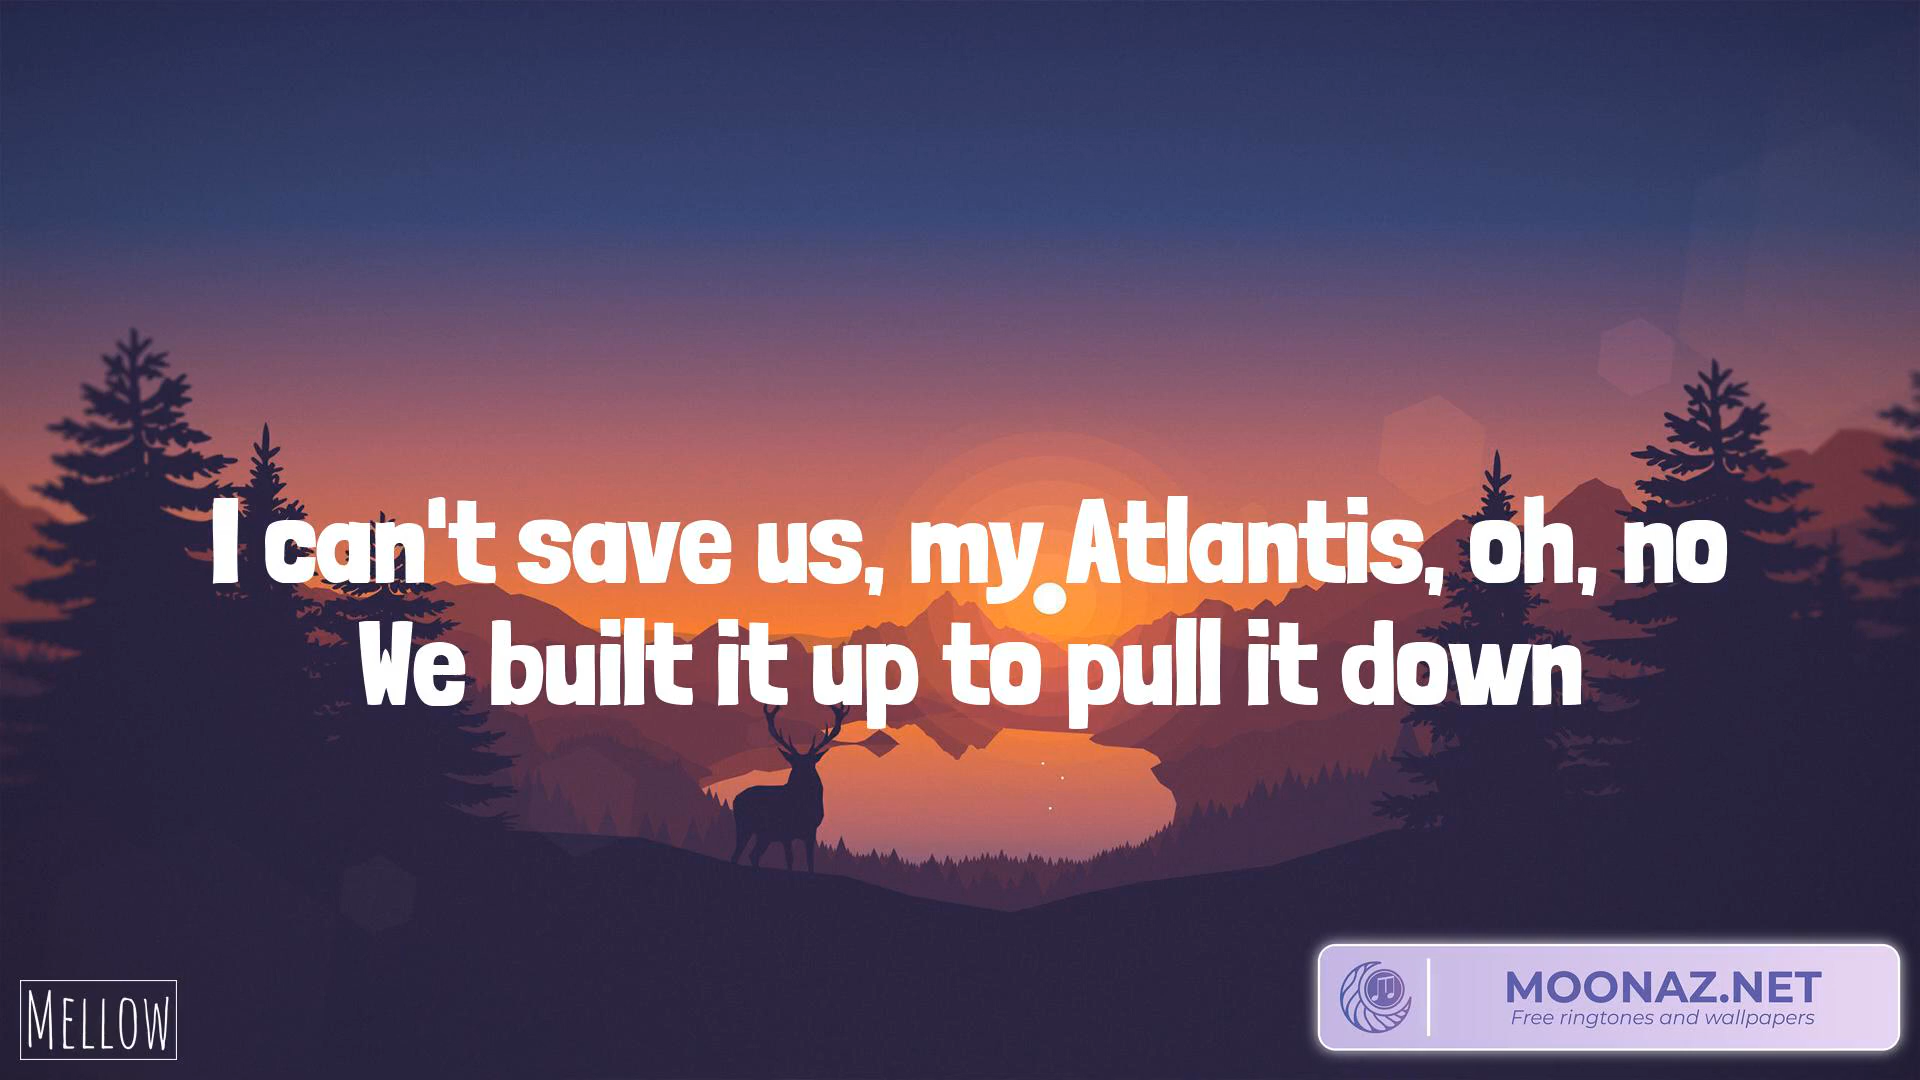 I can't save us, my Atlantis, oh, no
We built it up to pull it down
MELLOW
MOONAZ.NET
Free ringtones and wallpapers